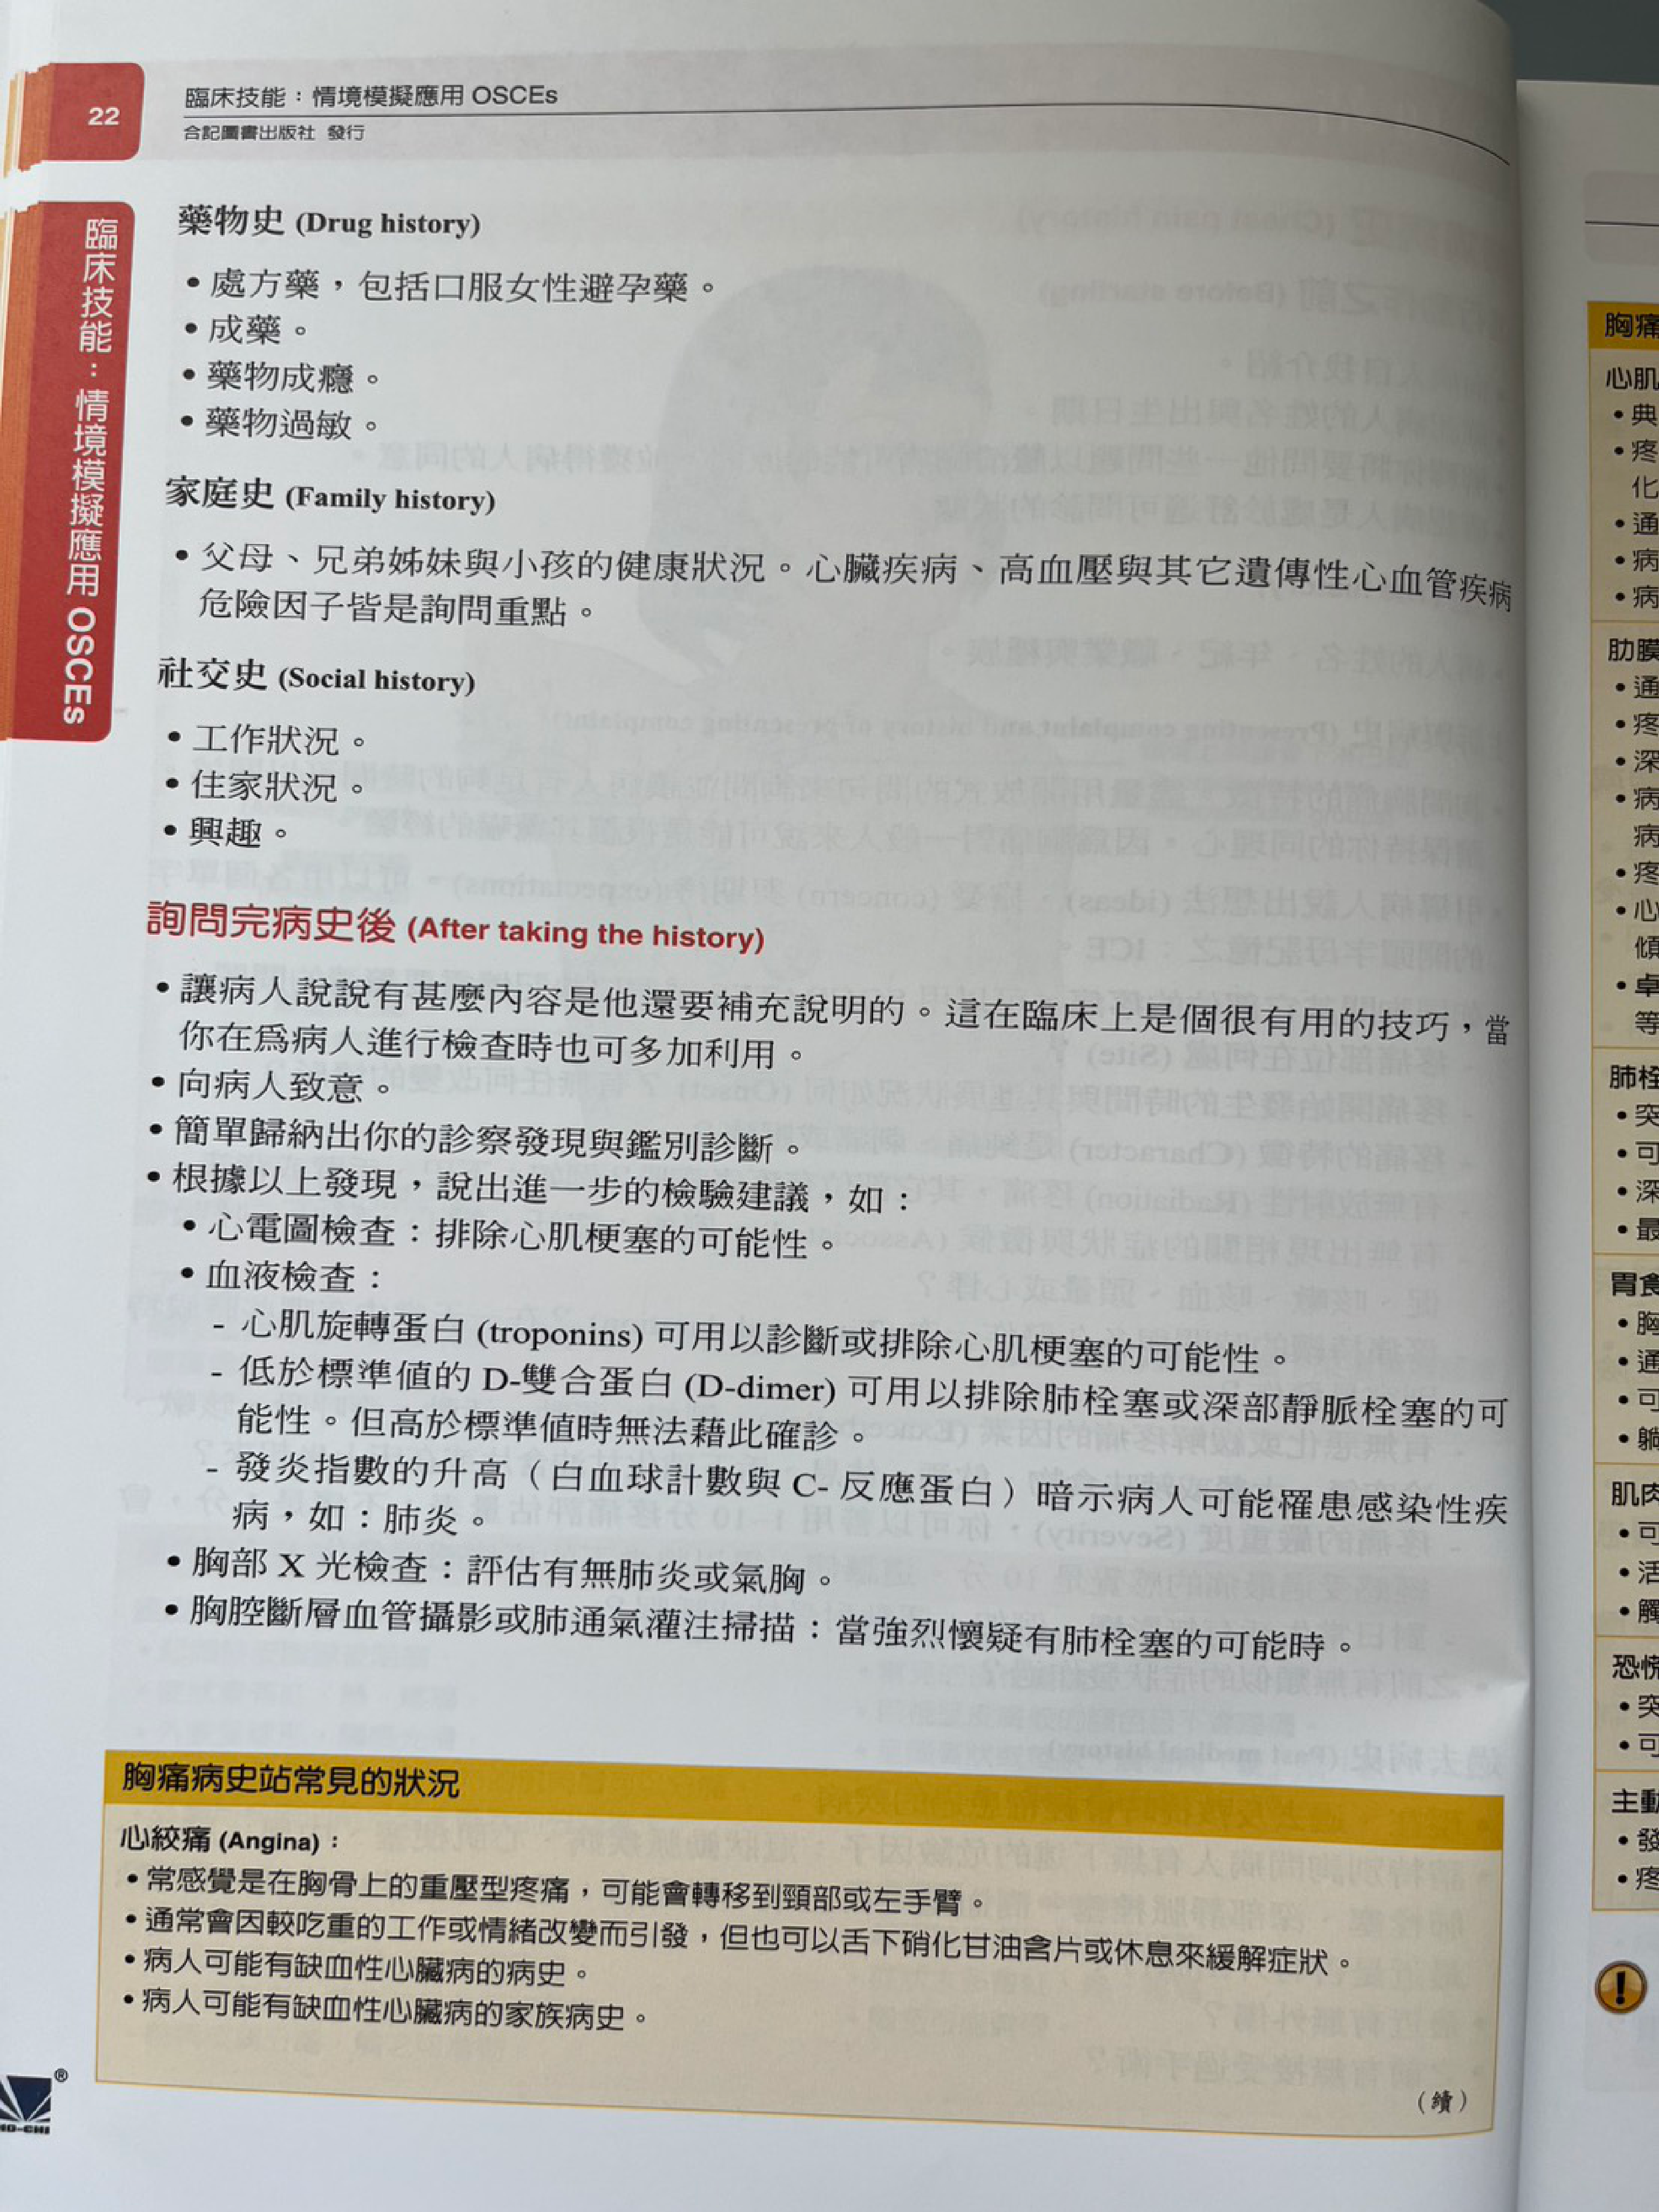 22
臨床技能：情境模擬應用 OSCEs
合記圖書出版社 發行
臨床技能：情境模擬應用 OSCEs
藥物史 (Drug history)
• 處方藥，包括口服女性避孕藥。
• 成藥。
• 藥物成癮。
• 藥物過敏。
家庭史 (Family history)
• 父母、兄弟姊妹與小孩的健康狀況。心臟疾病、高血壓與其它遺傳性心血管疾病
危險因子皆是詢問重點。
社交史 (Social history)
• 工作狀況。
• 住家狀況。
• 興趣。
詢問完病史後 (After taking the history)
• 讓病人說說有甚麼內容是他還要補充說明的。這在臨床上是個很有用的技巧，當
你在為病人進行檢查時也可多加利用。
• 向病人致意。
• 簡單歸納出你的診察發現與鑑別診斷。
• 根據以上發現，說出進一步的檢驗建議，如：
• 心電圖檢查：排除心肌梗塞的可能性。
• 血液檢查：
- 心肌旋轉蛋白 (troponins) 可用以診斷或排除心肌梗塞的可能性。
- 低於標準值的 D-雙合蛋白 (D-dimer) 可用以排除肺栓塞或深部靜脈栓塞的可
能性。但高於標準值時無法藉此確診。
- 發炎指數的升高（白血球計數與 C- 反應蛋白）暗示病人可能罹患感染性疾
病，如：肺炎。
• 胸部 X 光檢查：評估有無肺炎或氣胸。
• 胸腔斷層血管攝影或肺通氣灌注掃描：當強烈懷疑有肺栓塞的可能時。
胸痛病史站常見的狀況
心絞痛 (Angina)：
• 常感覺是在胸骨上的重壓型疼痛，可能會轉移到頸部或左手臂。
• 通常會因較吃重的工作或情緒改變而引發，但也可以舌下硝化甘油含片或休息來緩解症狀。
• 病人可能有缺血性心臟病的病史。
• 病人可能有缺血性心臟病的家族病史。
（續）
®
胸痛
心肌
• 典
• 疼
化
• 通
• 病
• 病
肋膜
• 通
• 疼
• 深
• 病
病
• 疼
• 心
傾
• 卓
等
肺栓
• 突
• 可
• 深
• 最
胃食
• 胸
• 通
• 可
• 躺
肌肉
• 可
• 活
• 觸
恐慌
• 突
• 可
主動
• 發
• 疼